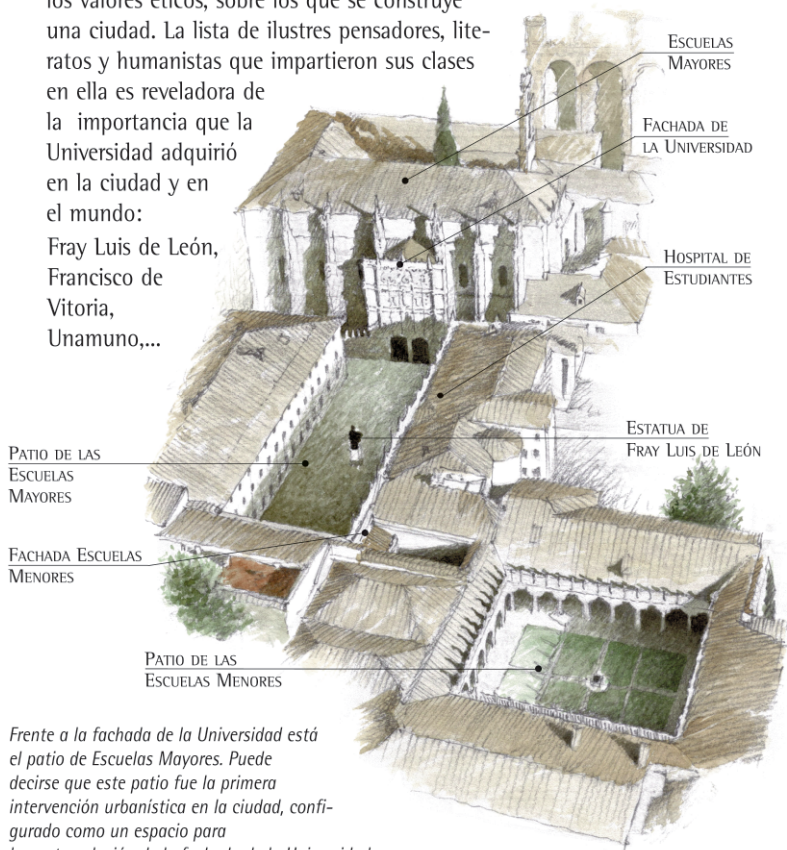 los valores éticos, sobre los que se construye
una ciudad. La lista de ilustres pensadores, lite-
ratos y humanistas que impartieron sus clases
en ella es reveladora de
la importancia que la
Universidad adquirió
en la ciudad y en
el mundo:
Fray Luis de León,
Francisco de
Vitoria,
Unamuno,...
ESCUELAS
MAYORES
FACHADA DE
LA UNIVERSIDAD
HOSPITAL DE
ESTUDIANTES
ESTATUA DE
FRAY LUIS DE LEÓN
PATIO DE LAS
ESCUELAS
MAYORES
FACHADA ESCUELAS
MENORES
PATIO DE LAS
ESCUELAS MENORES
Frente a la fachada de la Universidad está
el patio de Escuelas Mayores. Puede
decirse que este patio fue la primera
intervención urbanística en la ciudad, confi-
gurado como un espacio para